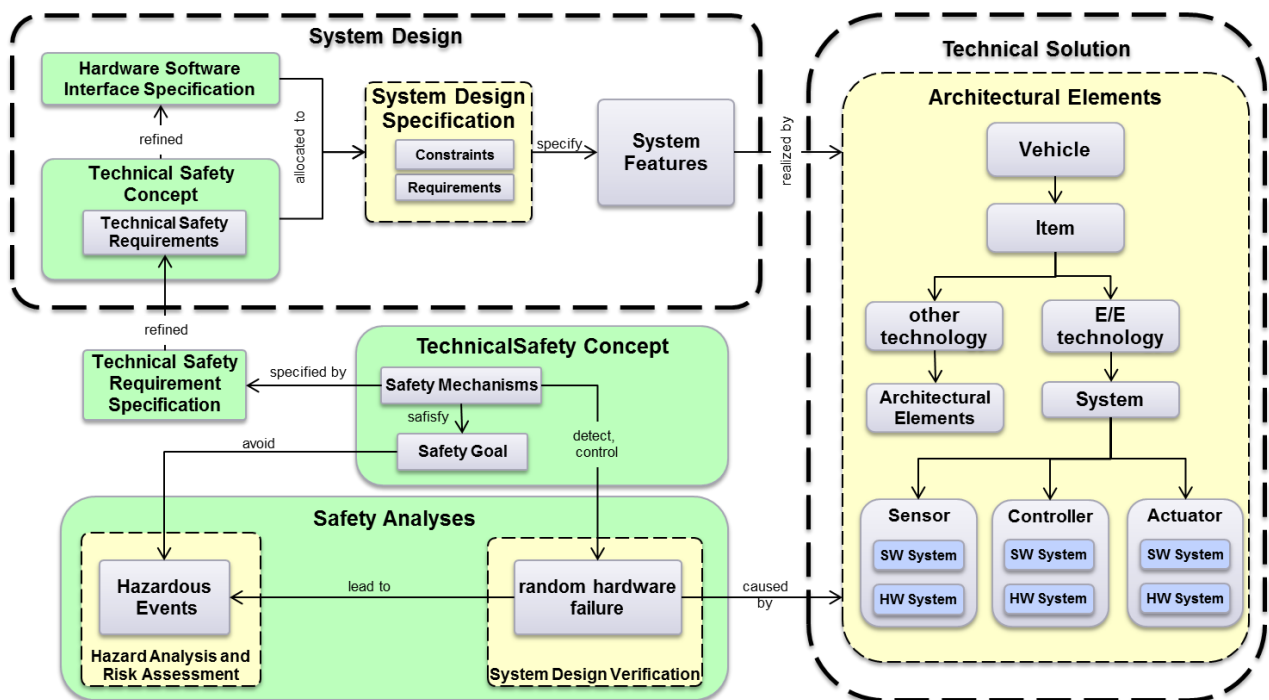 System Design
Hardware Software
Interface Specification
refined
Technical Safety
Concept
Technical Safety
Requirements
allocated to
System Design
Specification
Constraints
Requirements
specify
System
Features
realized by
refined
Technical Safety
Requirement
Specification
specified by
TechnicalSafety Concept
Safety Mechanisms
satisfy
Safety Goal
avoid
detect,
control
Safety Analyses
Hazardous
Events
Hazard Analysis and
Risk Assessment
lead to
random hardware
failure
System Design Verification
caused
by
Technical Solution
Architectural Elements
Vehicle
Item
other
technology
E/E
technology
Architectural
Elements
System
Sensor
SW System
HW System
Controller
SW System
HW System
Actuator
SW System
HW System